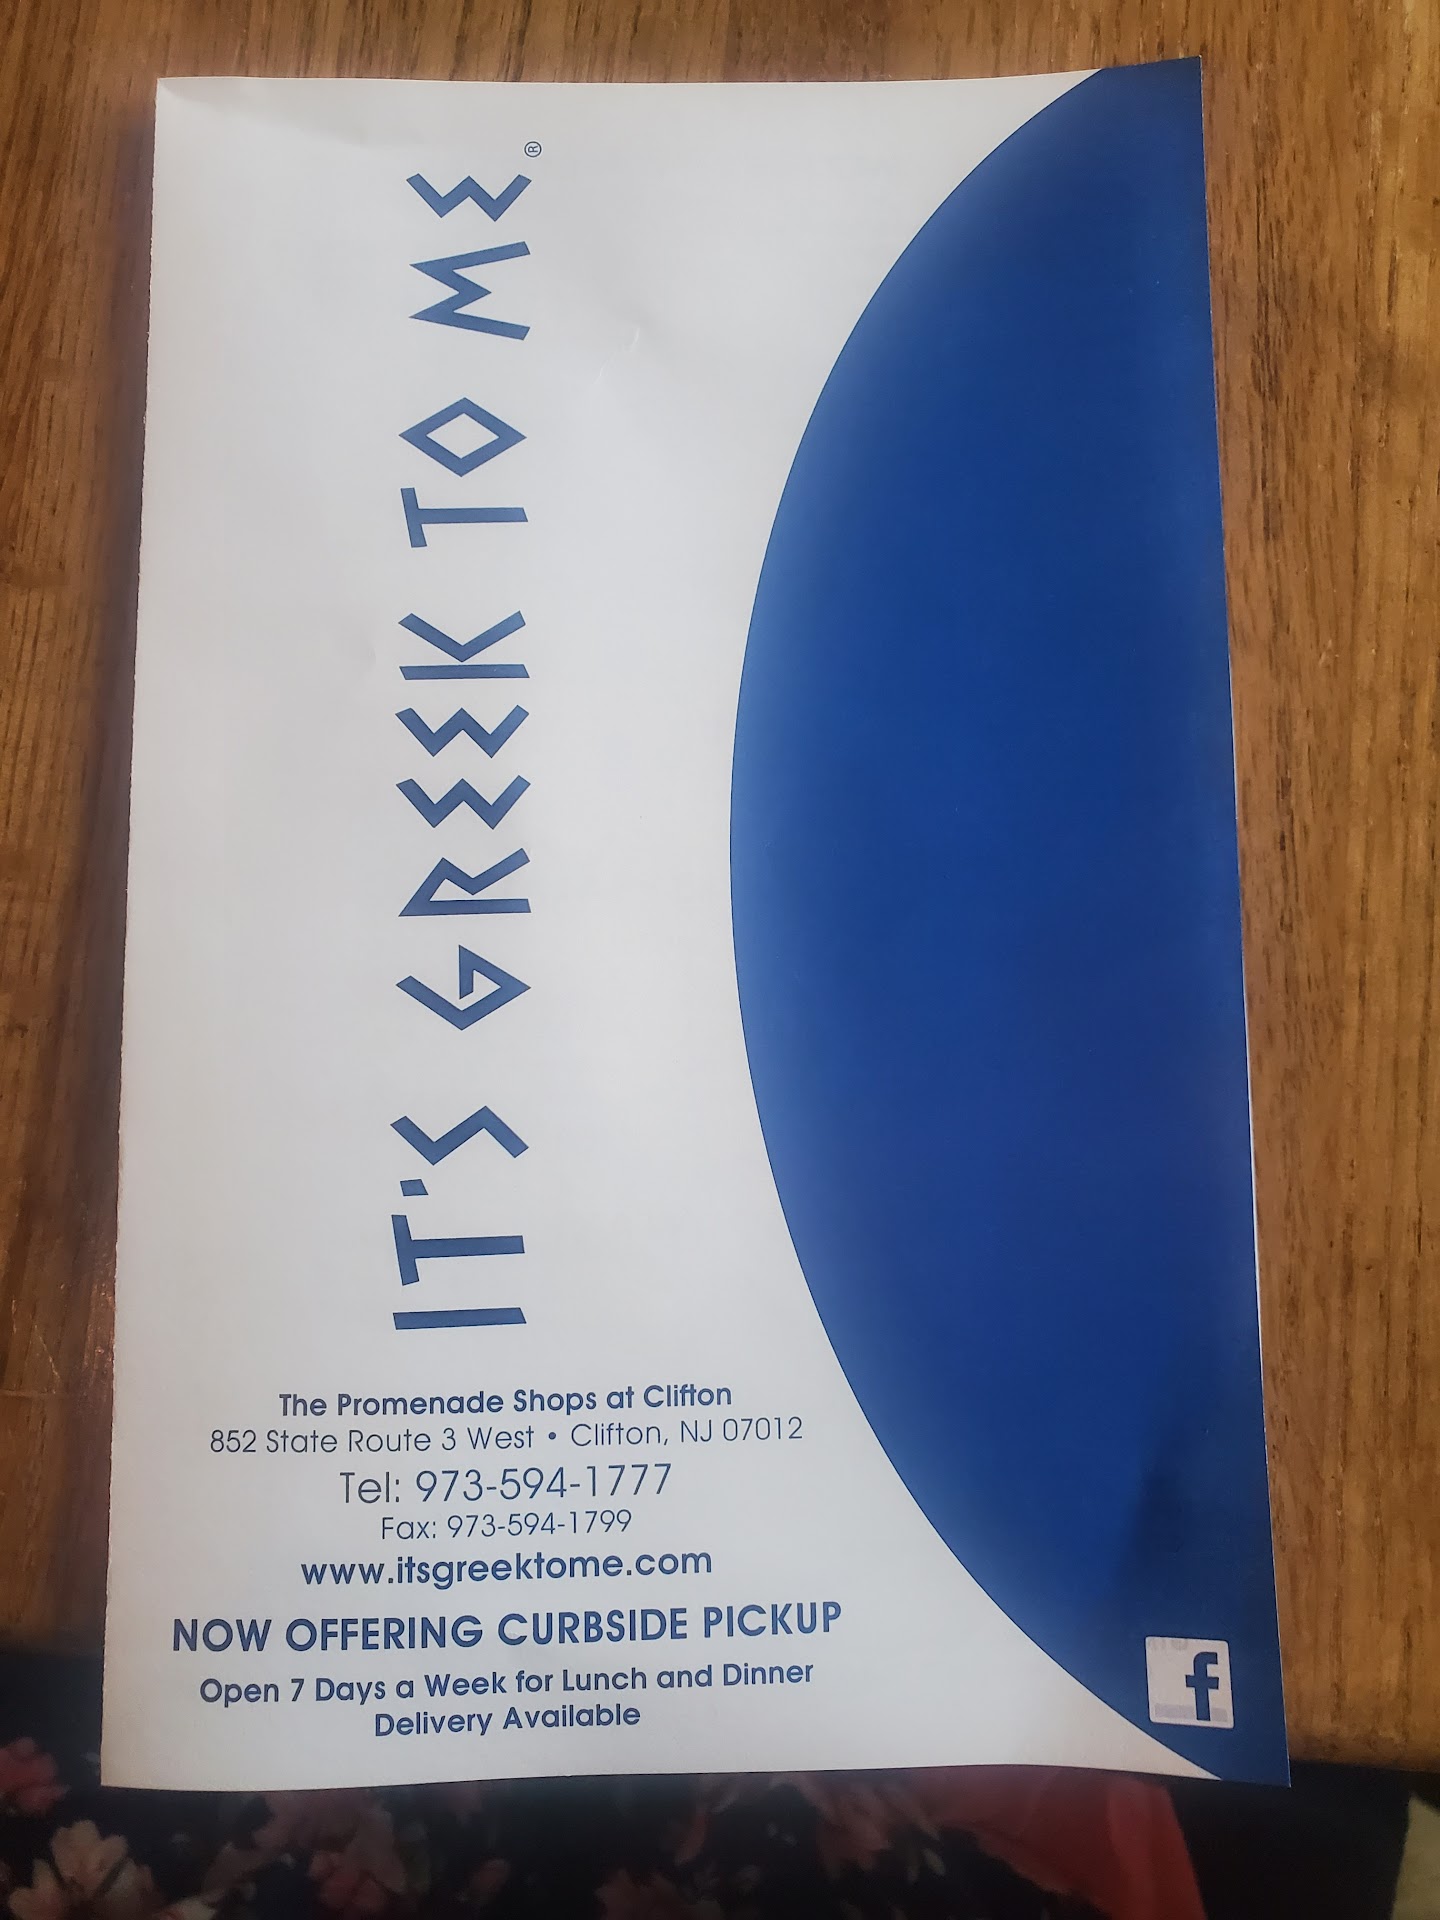 IT'S GREEK TO ME®
The Promenade Shops at Clifton
852 State Route 3 West • Clifton, NJ 07012
Tel: 973-594-1777
Fax: 973-594-1799
www.itsgreektome.com
NOW OFFERING CURBSIDE PICKUP
Open 7 Days a Week for Lunch and Dinner
Delivery Available
f